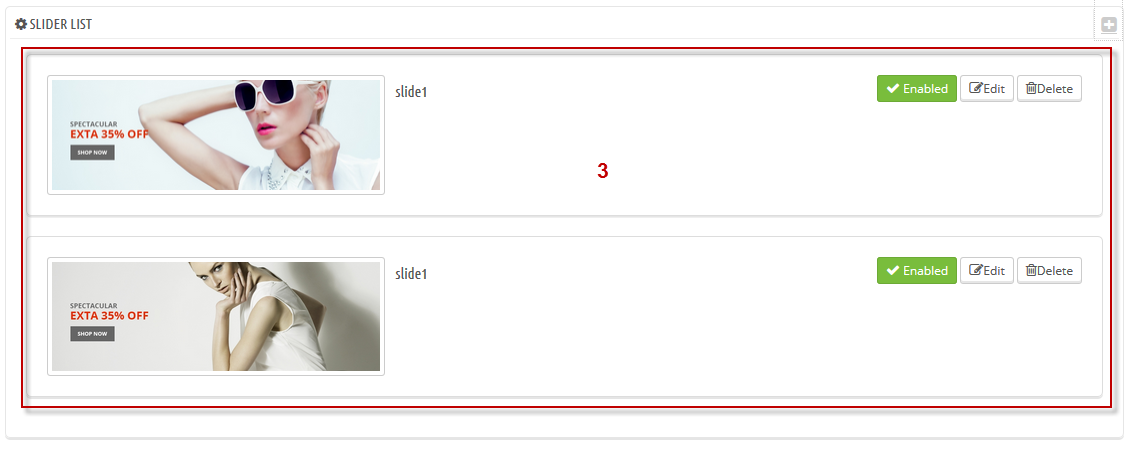 SLIDER LIST
SPECTACULAR
EXTA 35% OFF
SHOP NOW
slide1
Enabled
Edit
Delete
3
SPECTACULAR
EXTA 35% OFF
SHOP NOW
slide1
Enabled
Edit
Delete